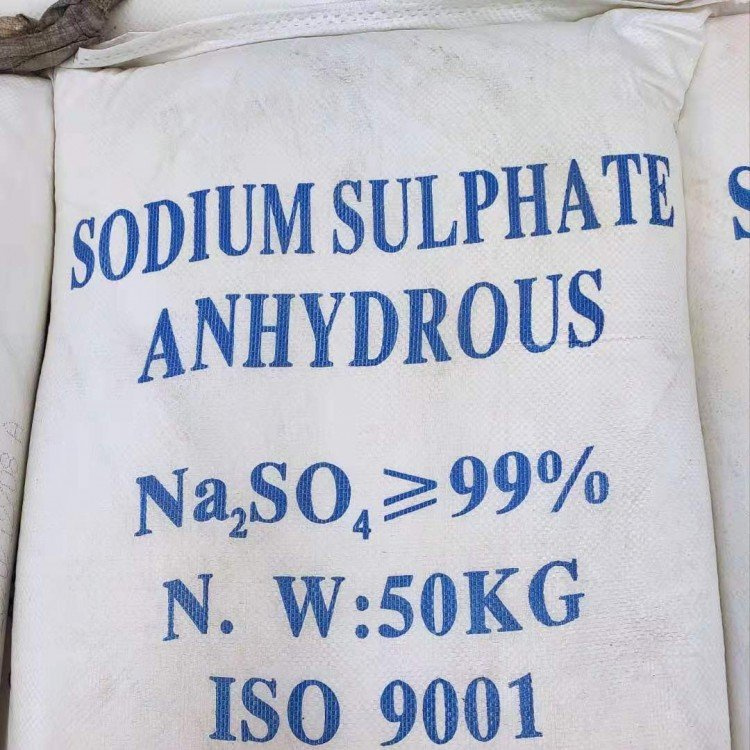 SODIUM SULPHATE
ANHYDROUS
Na₂SO₄≥99%
N. W:50KG
ISO 9001
S